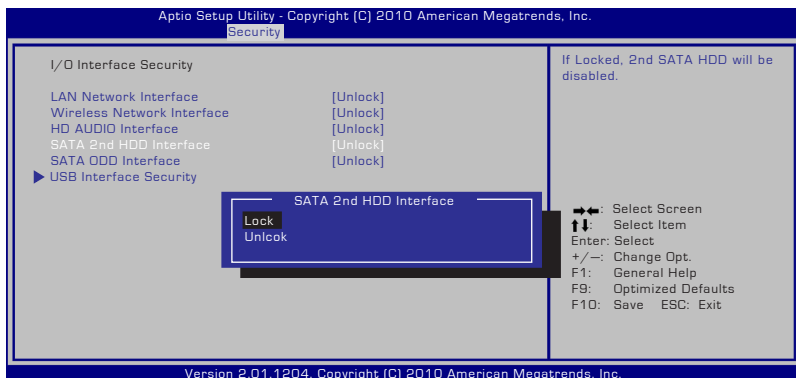 Aptio Setup Utility - Copyright (C) 2010 American Megatrends, Inc.
Security
I/O Interface Security
LAN Network Interface [Unlock]
Wireless Network Interface [Unlock]
HD AUDIO Interface [Unlock]
SATA 2nd HDD Interface [Unlock]
SATA ODD Interface [Unlock]
USB Interface Security
If Locked, 2nd SATA HDD will be
disabled.
SATA 2nd HDD Interface
Lock
Unlcok
→←: Select Screen
↑↓: Select Item
Enter: Select
+/—: Change Opt.
F1: General Help
F9: Optimized Defaults
F10: Save ESC: Exit
Version 2.01.1204. Copyright (C) 2010 American Megatrends, Inc.